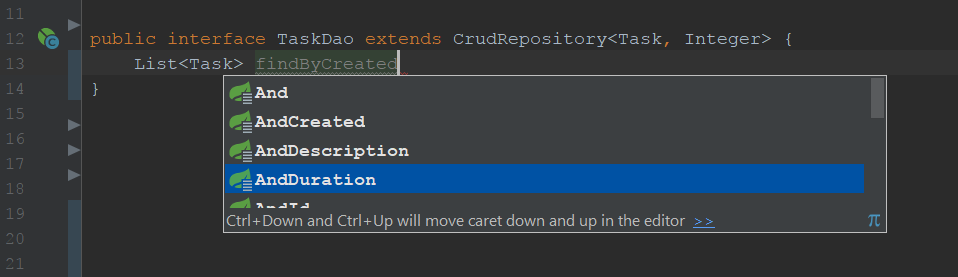 11
12 public interface TaskDao extends CrudRepository<Task, Integer> {
13 List<Task> findByCreated
14 }
And
15
AndCreated
16
AndDescription
17
AndDuration
18
AndId
19
Ctrl+Down and Ctrl+Up will move caret down and up in the editor >> π
20
21